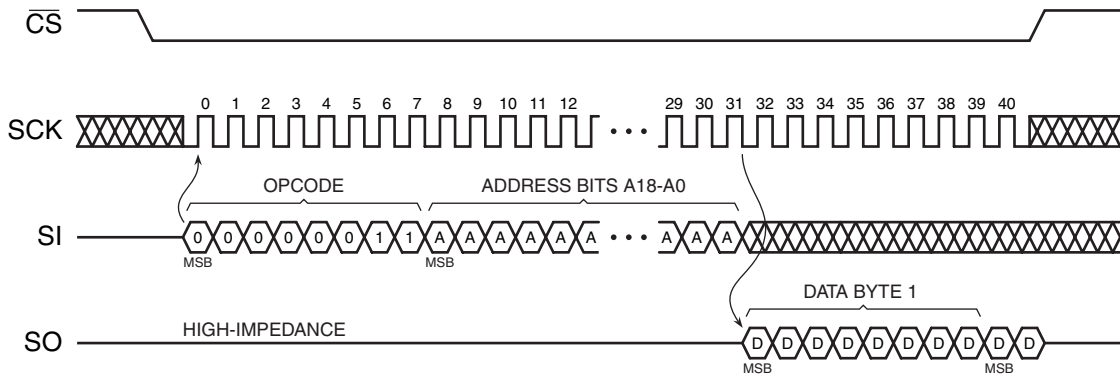 CS
0 1 2 3 4 5 6 7 8 9 10 11 12 29 30 31 32 33 34 35 36 37 38 39 40
SCK • • •
OPCODE ADDRESS BITS A18-A0
SI 0 0 0 0 0 0 1 1 A A A A A A • • • A A A
MSB MSB
DATA BYTE 1
HIGH-IMPEDANCE
SO D D D D D D D D D D
MSB MSB